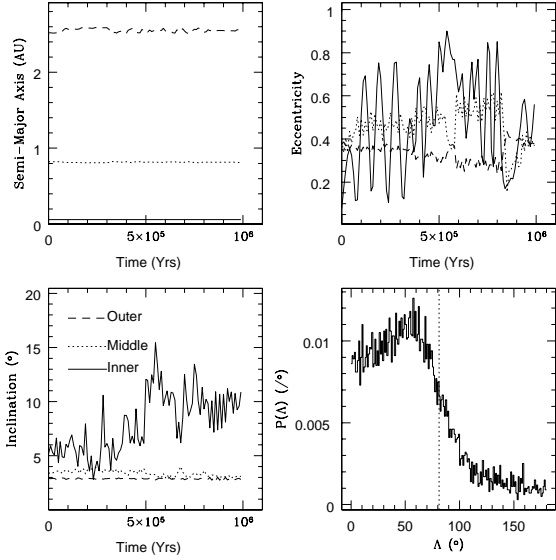 Semi-Major Axis (AU)
2
1
0
0
5×10⁵
10⁶
Time (Yrs)
Eccentricity
1
0.8
0.6
0.4
0.2
0
5×10⁵
10⁶
Time (Yrs)
Inclination (°)
20
15
10
5
Outer
Middle
Inner
0
5×10⁵
10⁶
Time (Yrs)
P(Λ) (/°)
0.01
0.005
0
0
50
100
150
Λ (°)